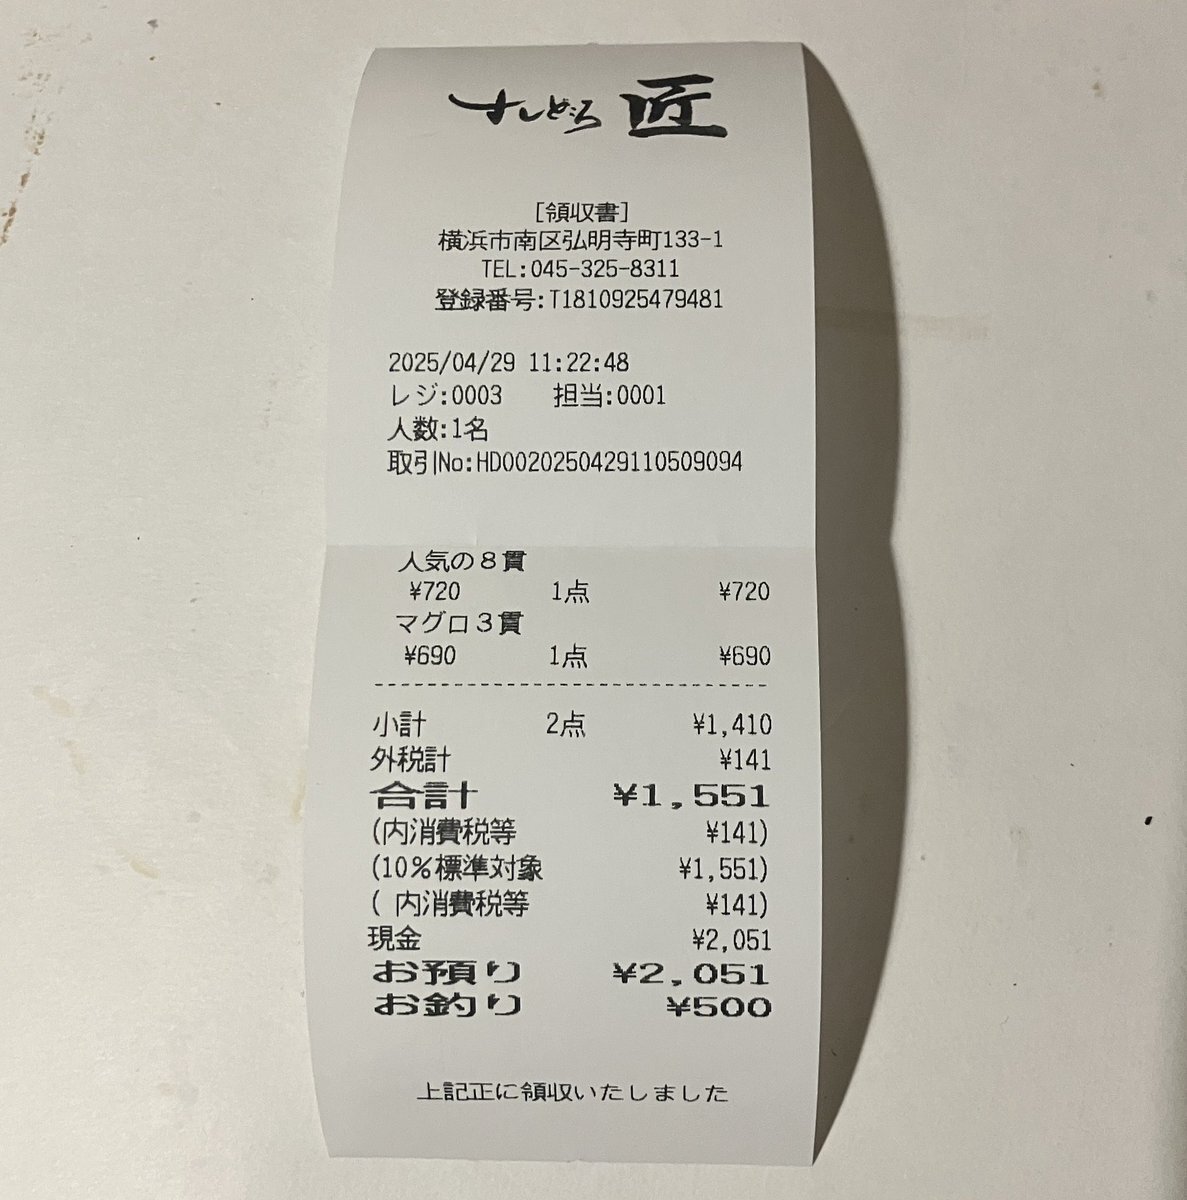 すしどころ 匠
[領収書]
横浜市南区弘明寺町133-1
TEL:045-325-8311
登録番号:T1810925479481
2025/04/29 11:22:48
レジ:0003 担当:0001
人数:1名
取引No:HD0020250429110509094
人気の8貫
¥720 1点 ¥720
マグロ3貫
¥690 1点 ¥690
--------------------------------
小計 2点 ¥1,410
外税計 ¥141
合計 ¥1,551
(内消費税等 ¥141)
(10%標準対象 ¥1,551)
( 内消費税等 ¥141)
現金 ¥2,051
お預り ¥2,051
お釣り ¥500
上記正に領収いたしました